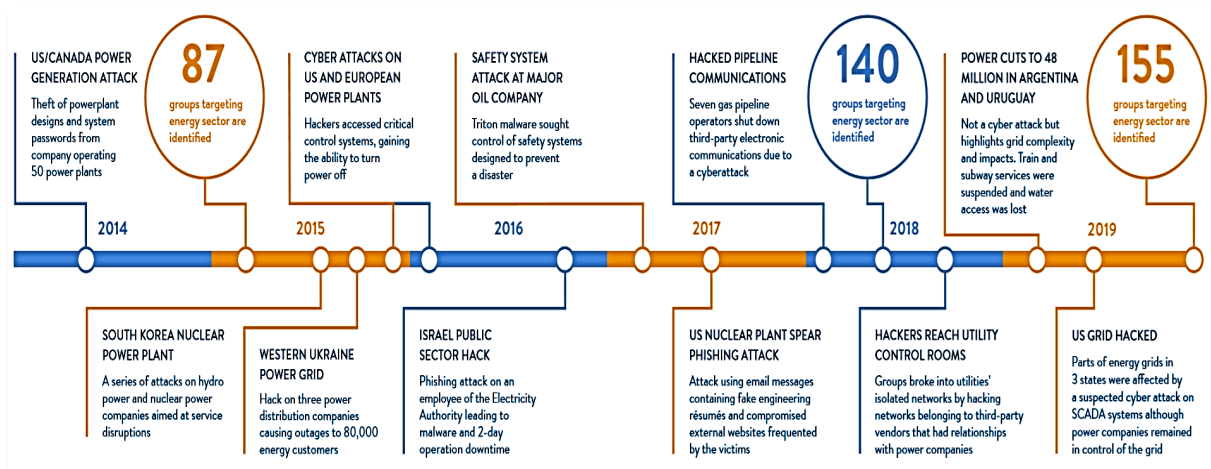 US/CANADA POWER
GENERATION ATTACK
Theft of powerplant
designs and system
passwords from
company operating
50 power plants
87
groups targeting
energy sector are
identified
CYBER ATTACKS ON
US AND EUROPEAN
POWER PLANTS
Hackers accessed critical
control systems, gaining
the ability to turn
power off
SAFETY SYSTEM
ATTACK AT MAJOR
OIL COMPANY
Triton malware sought
control of safety systems
designed to prevent
a disaster
HACKED PIPELINE
COMMUNICATIONS
Seven gas pipeline
operators shut down
third-party electronic
communications due to
a cyberattack
140
groups targeting
energy sector are
identified
POWER CUTS TO 48
MILLION IN ARGENTINA
AND URUGUAY
Not a cyber attack but
highlights grid complexity
and impacts. Train and
subway services were
suspended and water
access was lost
155
groups targeting
energy sector are
identified
2014
2015
2016
2017
2018
2019
SOUTH KOREA NUCLEAR
POWER PLANT
A series of attacks on hydro
power and nuclear power
companies aimed at service
disruptions
WESTERN UKRAINE
POWER GRID
Hack on three power
distribution companies
causing outages to 80,000
energy customers
ISRAEL PUBLIC
SECTOR HACK
Phishing attack on an
employee of the Electricity
Authority leading to
malware and 2-day
operation downtime
US NUCLEAR PLANT SPEAR
PHISHING ATTACK
Attack using email messages
containing fake engineering
résumés and compromised
external websites frequented
by the victims
HACKERS REACH UTILITY
CONTROL ROOMS
Groups broke into utilities'
isolated networks by hacking
networks belonging to third-party
vendors that had relationships
with power companies
US GRID HACKED
Parts of energy grids in
3 states were affected by
a suspected cyber attack on
SCADA systems although
power companies remained
in control of the grid